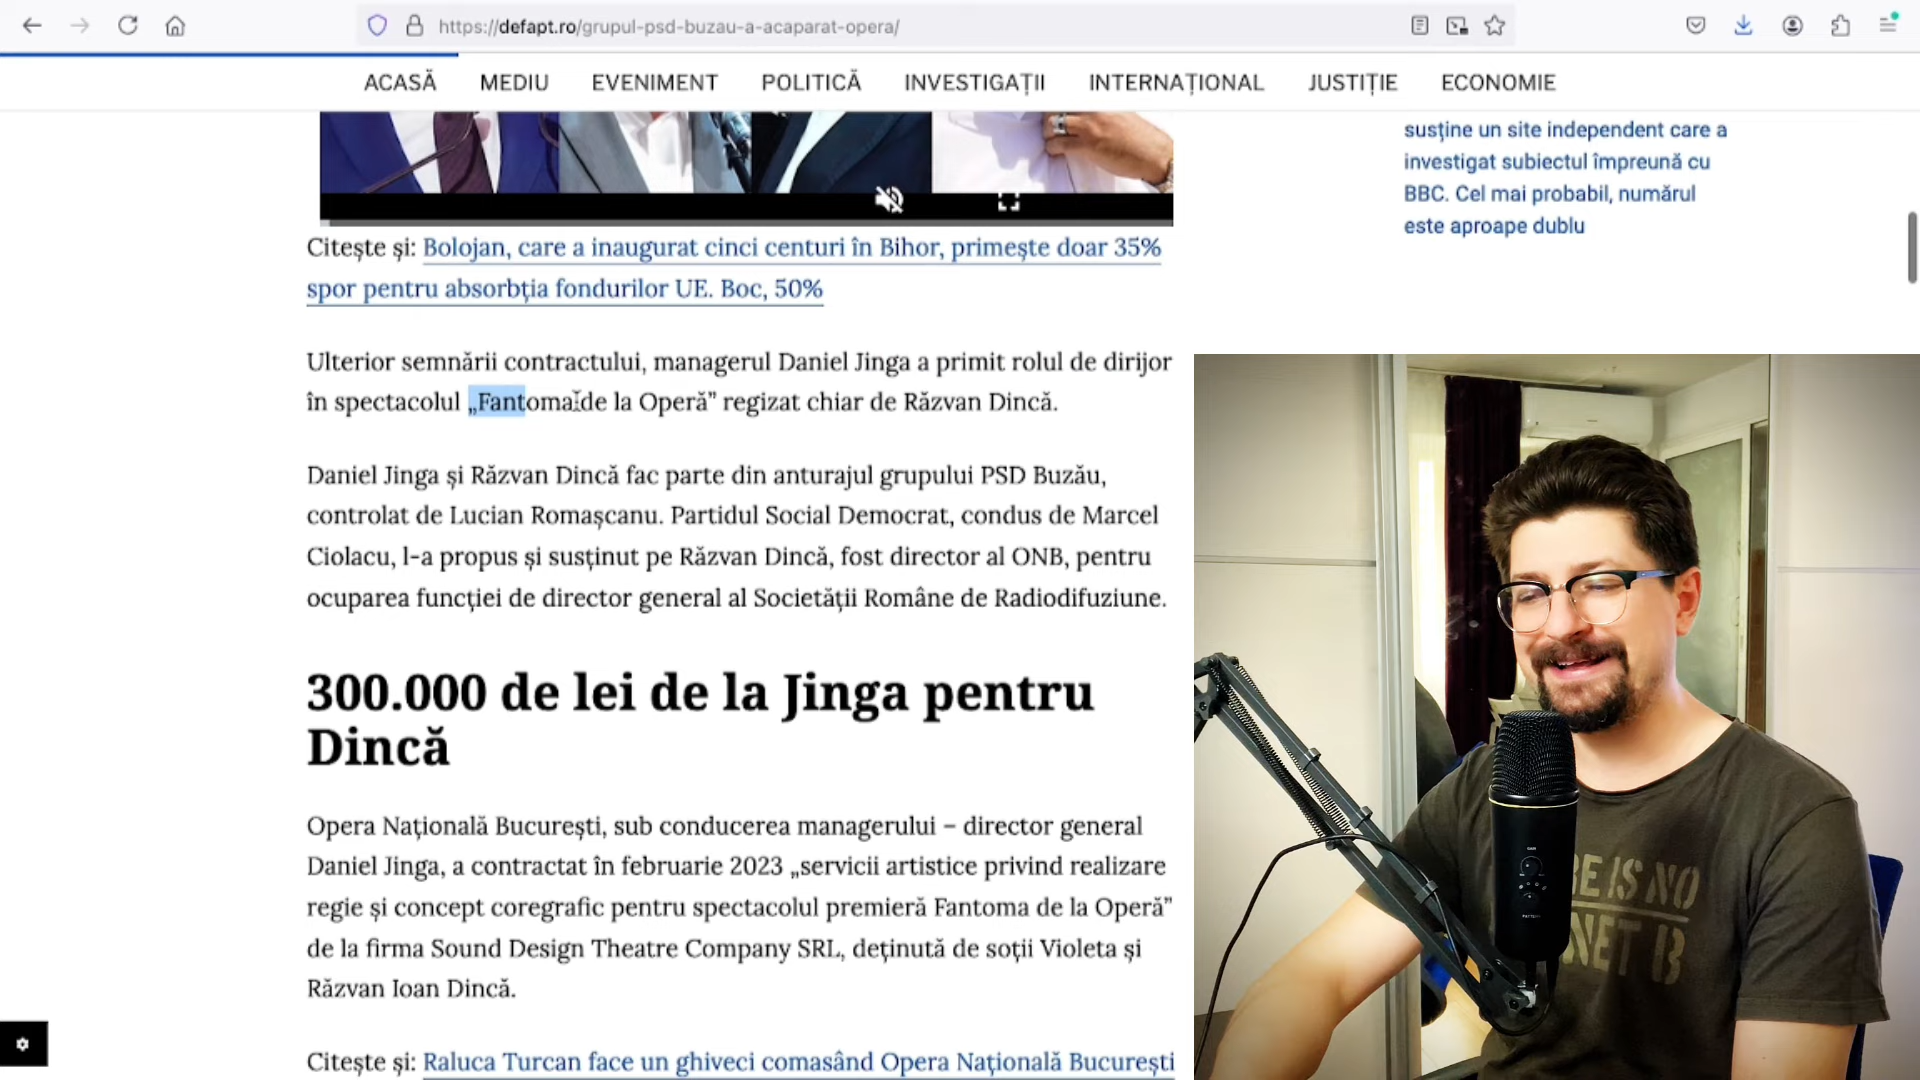 https://defapt.ro/grupul-psd-buzau-a-acaparat-opera/
ACASĂ MEDIU EVENIMENT POLITICĂ INVESTIGAȚII INTERNAȚIONAL JUSTIȚIE ECONOMIE
susține un site independent care a
investigat subiectul împreună cu
BBC. Cel mai probabil, numărul
este aproape dublu
Citește și: Bolojan, care a inaugurat cinci centuri în Bihor, primește doar 35%
spor pentru absorbția fondurilor UE. Boc, 50%
Ulterior semnării contractului, managerul Daniel Jinga a primit rolul de dirijor
în spectacolul „Fantoma de la Operă” regizat chiar de Răzvan Dincă.
Daniel Jinga și Răzvan Dincă fac parte din anturajul grupului PSD Buzău,
controlat de Lucian Romașcanu. Partidul Social Democrat, condus de Marcel
Ciolacu, l-a propus și susținut pe Răzvan Dincă, fost director al ONB, pentru
ocuparea funcției de director general al Societății Române de Radiodifuziune.
300.000 de lei de la Jinga pentru
Dincă
Opera Națională București, sub conducerea managerului – director general
Daniel Jinga, a contractat în februarie 2023 „servicii artistice privind realizare
regie și concept coregrafic pentru spectacolul premieră Fantoma de la Operă”
de la firma Sound Design Theatre Company SRL, deținută de soții Violeta și
Răzvan Ioan Dincă.
Citește și: Raluca Turcan face un ghiveci comasând Opera Națională București
RE IS NO
NET B